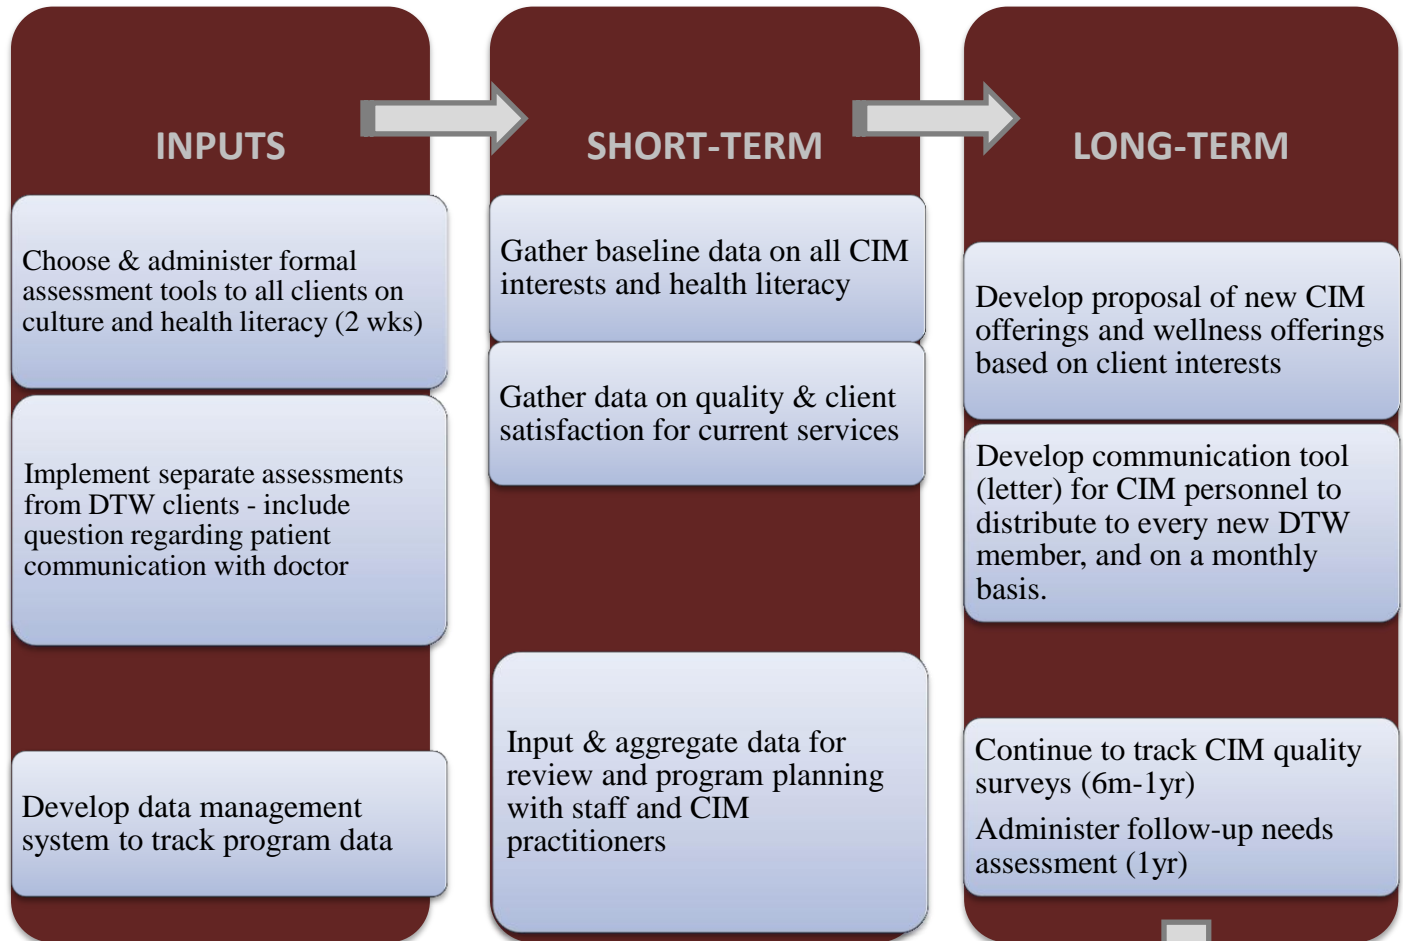 INPUTS
Choose & administer formal
assessment tools to all clients on
culture and health literacy (2 wks)
Implement separate assessments
from DTW clients - include
question regarding patient
communication with doctor
Develop data management
system to track program data
SHORT-TERM
Gather baseline data on all CIM
interests and health literacy
Gather data on quality & client
satisfaction for current services
Input & aggregate data for
review and program planning
with staff and CIM
practitioners
LONG-TERM
Develop proposal of new CIM
offerings and wellness offerings
based on client interests
Develop communication tool
(letter) for CIM personnel to
distribute to every new DTW
member, and on a monthly
basis.
Continue to track CIM quality
surveys (6m-1yr)
Administer follow-up needs
assessment (1yr)